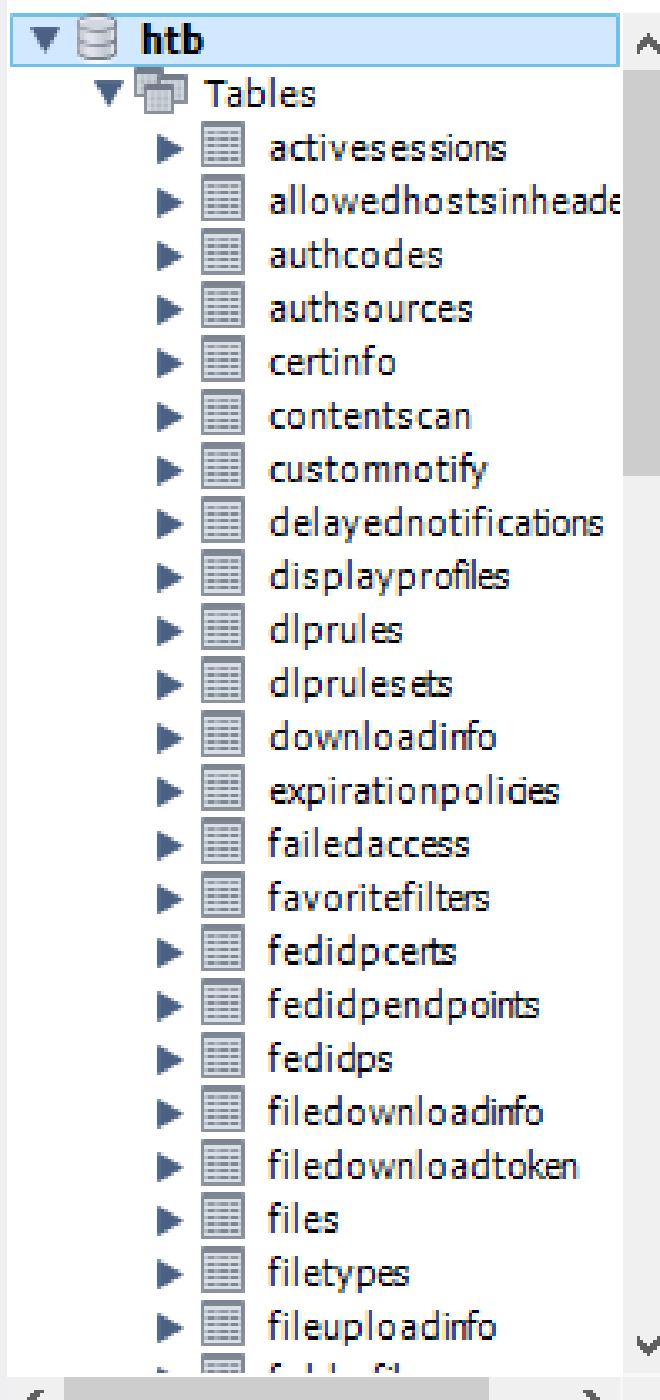 htb
Tables
activesessions
allowedhostsinheade
authcodes
authsources
certinfo
contentscan
customnotify
delayednotifications
displayprofiles
dlprules
dlprulesets
downloadinfo
expirationpolicies
failedaccess
favoritefilters
fedidpcerts
fedidpendpoints
fedidps
filedownloadinfo
filedownloadtoken
files
filetypes
fileuploadinfo